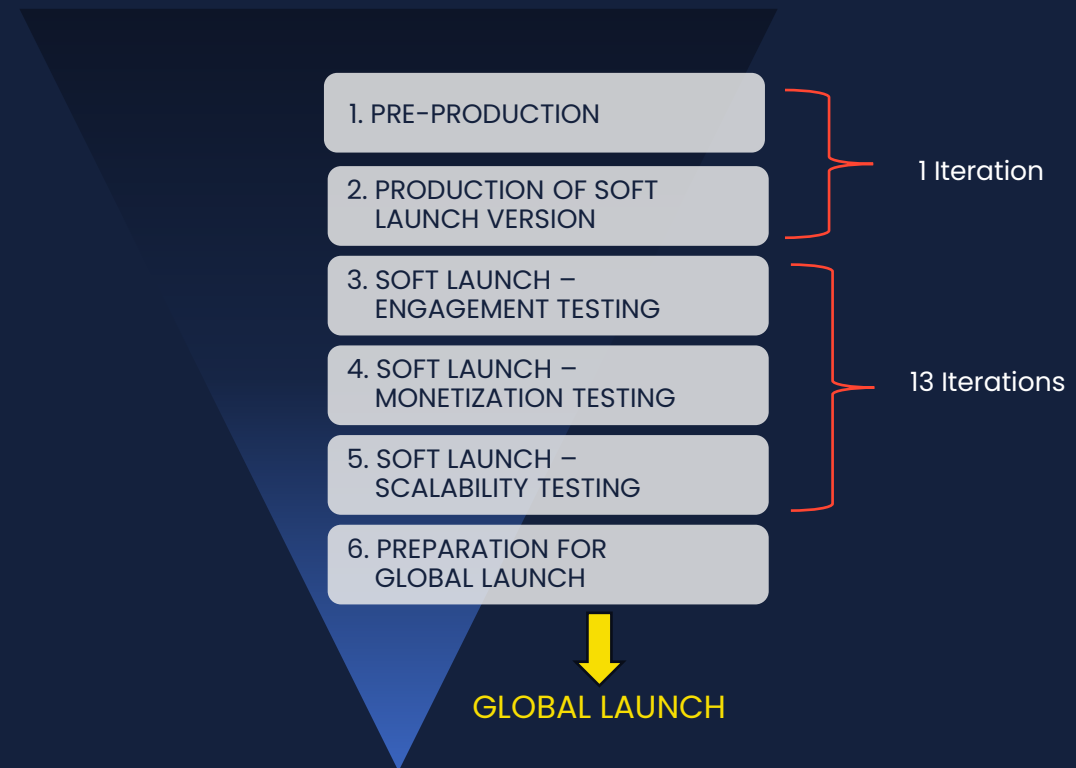 1. PRE-PRODUCTION
2. PRODUCTION OF SOFT
LAUNCH VERSION
1 Iteration
3. SOFT LAUNCH –
ENGAGEMENT TESTING
4. SOFT LAUNCH –
MONETIZATION TESTING
5. SOFT LAUNCH –
SCALABILITY TESTING
13 Iterations
6. PREPARATION FOR
GLOBAL LAUNCH
GLOBAL LAUNCH